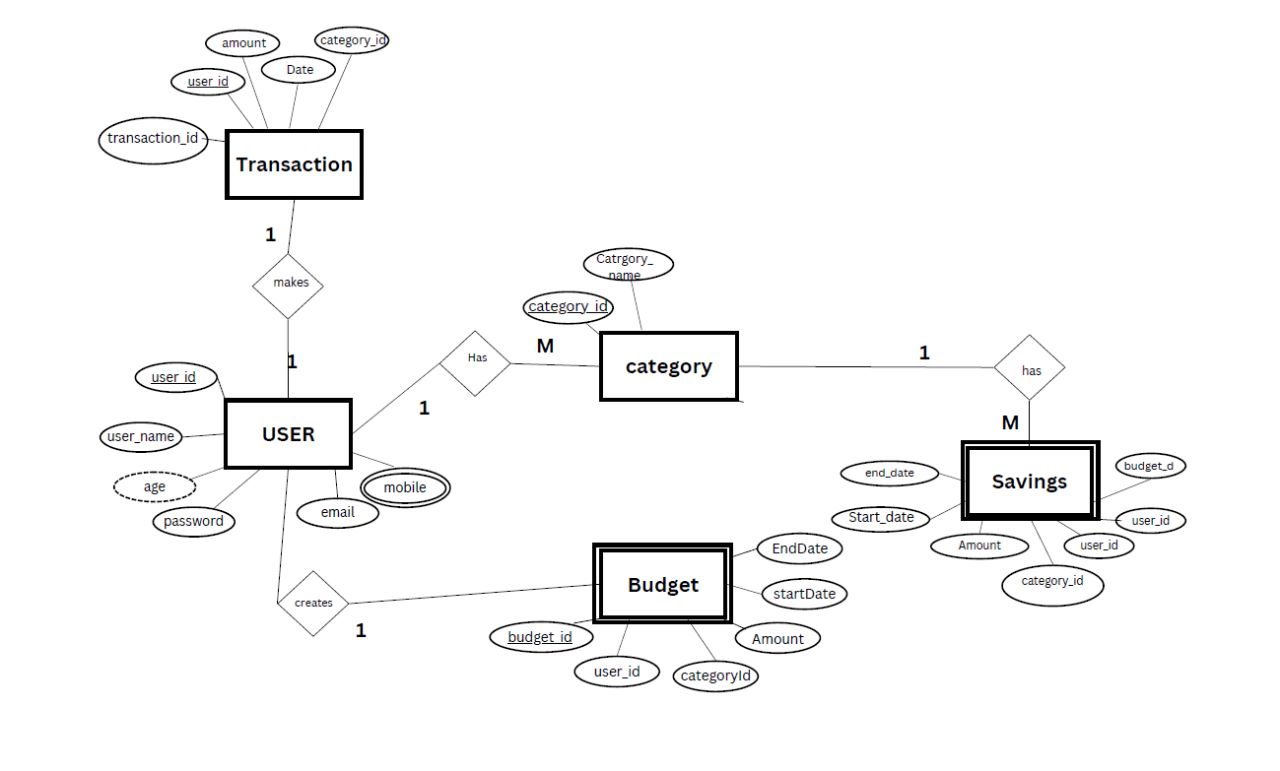 category_id
amount
Date
user_id
transaction_id
Transaction
1
makes
1
Catrgory_
name
category_id
M
Has
1
category
1
has
M
user_id
user_name
USER
age
password
email
mobile
end_date
Start_date
Savings
budget_d
user_id
Amount
user_id
category_id
creates
1
Budget
EndDate
startDate
Amount
budget_id
user_id
categoryId